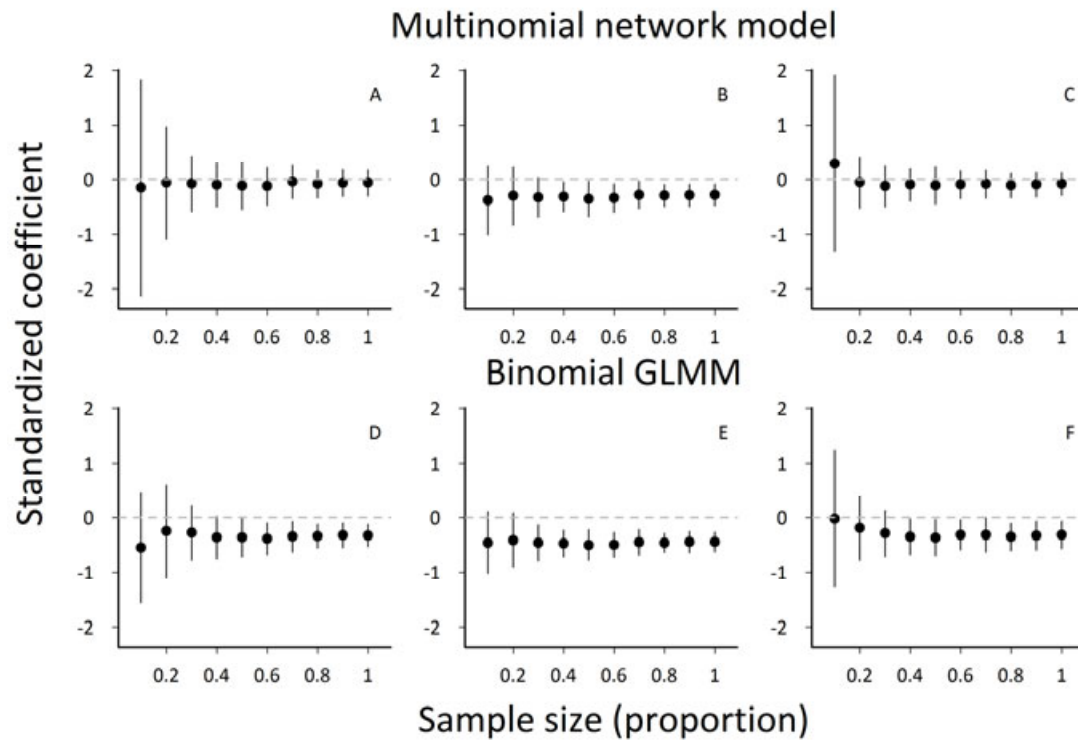 Multinomial network model
Standardized coefficient
2 1 0 -1 -2
A
0.2 0.4 0.6 0.8 1
2 1 0 -1 -2
B
0.2 0.4 0.6 0.8 1
2 1 0 -1 -2
C
0.2 0.4 0.6 0.8 1
Binomial GLMM
2 1 0 -1 -2
D
0.2 0.4 0.6 0.8 1
2 1 0 -1 -2
E
0.2 0.4 0.6 0.8 1
2 1 0 -1 -2
F
0.2 0.4 0.6 0.8 1
Sample size (proportion)